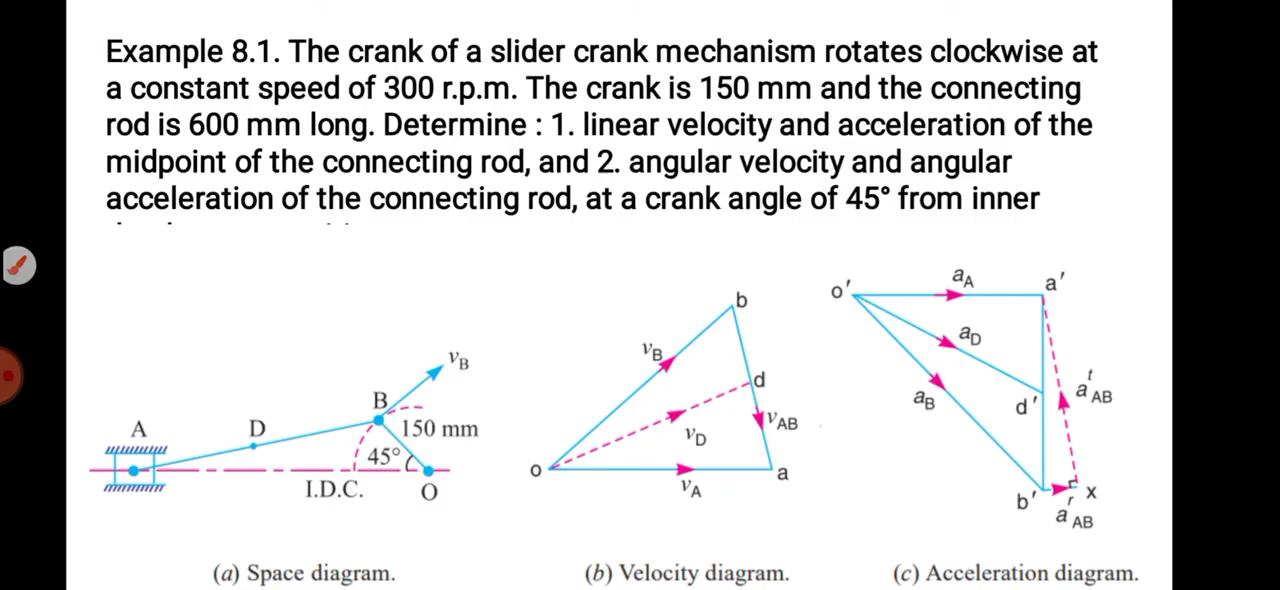 Example 8.1. The crank of a slider crank mechanism rotates clockwise at
a constant speed of 300 r.p.m. The crank is 150 mm and the connecting
rod is 600 mm long. Determine : 1. linear velocity and acceleration of the
midpoint of the connecting rod, and 2. angular velocity and angular
acceleration of the connecting rod, at a crank angle of 45° from inner
A
D
B
vB
150 mm
45°
I.D.C.
O
(a) Space diagram.
o
b
vB
d
vD
vAB
vA
a
(b) Velocity diagram.
o'
aA
a'
aD
aB
d'
a t AB
b'
x
a r AB
(c) Acceleration diagram.